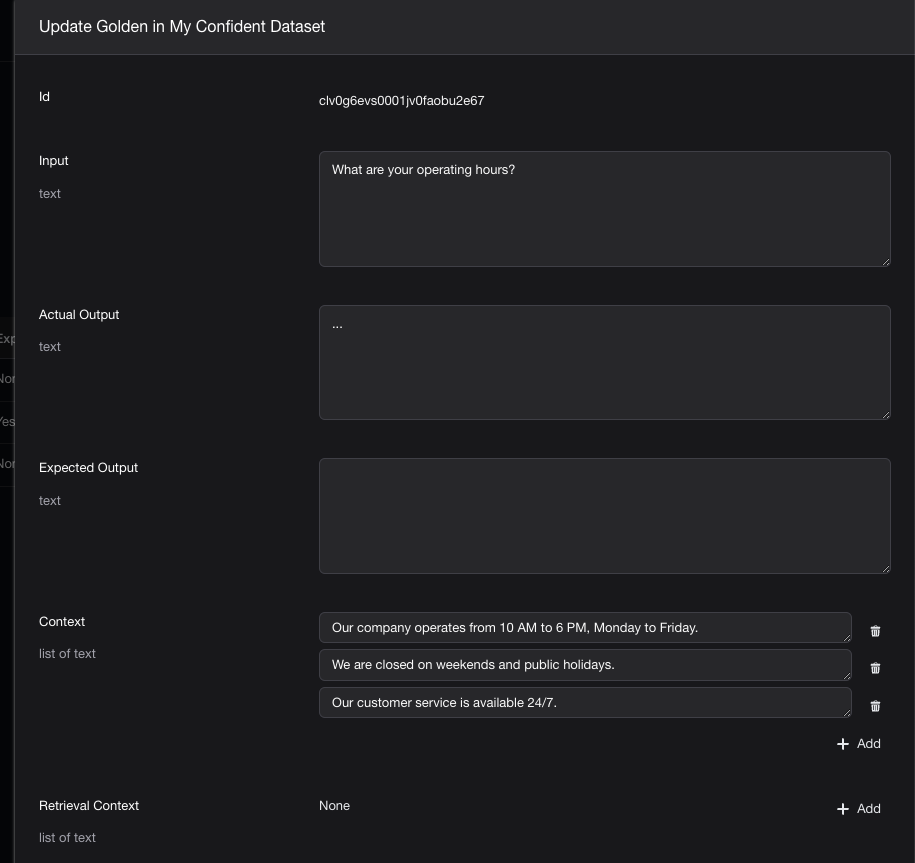 Update Golden in My Confident Dataset
Id
clv0g6evs0001jv0faobu2e67
Input
What are your operating hours?
text
Actual Output
...
text
Expected Output
text
Context
Our company operates from 10 AM to 6 PM, Monday to Friday.
list of text
We are closed on weekends and public holidays.
Our customer service is available 24/7.
+ Add
Retrieval Context
None
+ Add
list of text